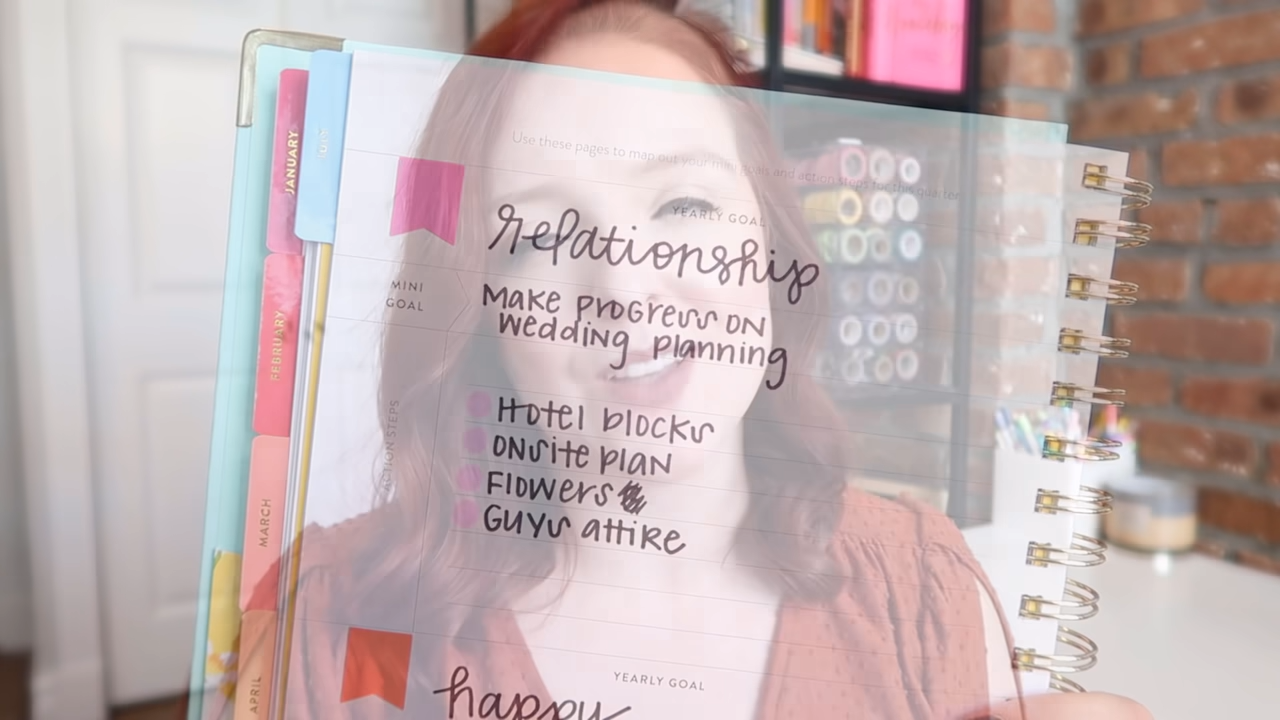 Use these pages to map out your mini goals and action steps for this quarter
YEARLY GOAL
relationship
MINI
GOAL
Make progress on
wedding planning
ACTION STEPS
Hotel blocks
onsite plan
Flowers
Guys attire
YEARLY GOAL
happy
JANUARY
FEBRUARY
MARCH
APRIL